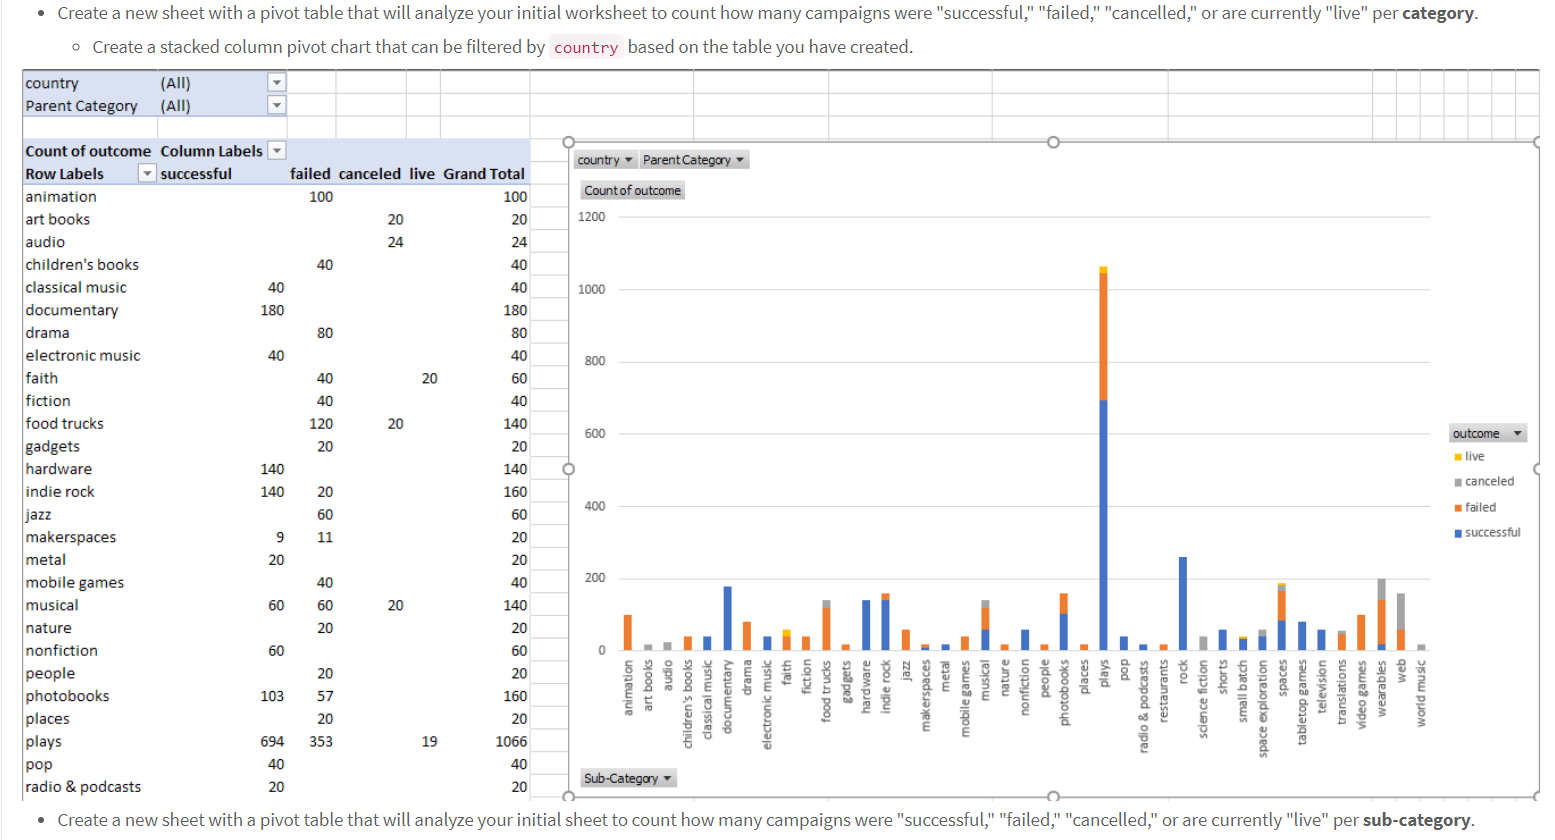 Create a new sheet with a pivot table that will analyze your initial worksheet to count how many campaigns were "successful," "failed," "cancelled," or are currently "live" per category.
Create a stacked column pivot chart that can be filtered by country based on the table you have created.
country (All)
Parent Category (All)
Count of outcome Column Labels
Row Labels successful failed canceled live Grand Total
animation 100 100
art books 20 20
audio 24 24
children's books 40 40
classical music 40 40
documentary 180 180
drama 80 80
electronic music 40 40
faith 40 20 60
fiction 40 40
food trucks 120 20 140
gadgets 20 20
hardware 140 140
indie rock 140 20 160
jazz 60 60
makerspaces 9 11 20
metal 20 20
mobile games 40 40
musical 60 60 20 140
nature 20 20
nonfiction 60 60
people 20 20
photobooks 103 57 160
places 20 20
plays 694 353 19 1066
pop 40 40
radio & podcasts 20 20
country Parent Category
Count of outcome
1200
1000
800
600
400
200
0
outcome
live
canceled
failed
successful
animation
art books
audio
children's books
classical music
documentary
drama
electronic music
faith
fiction
food trucks
gadgets
hardware
indie rock
jazz
makerspaces
metal
mobile games
musical
nature
nonfiction
people
photobooks
places
plays
pop
radio & podcasts
restaurants
rock
science fiction
shorts
small batch
space exploration
spaces
tabletop games
television
translations
video games
wearables
web
world music
Sub-Category
Create a new sheet with a pivot table that will analyze your initial sheet to count how many campaigns were "successful," "failed," "cancelled," or are currently "live" per sub-category.